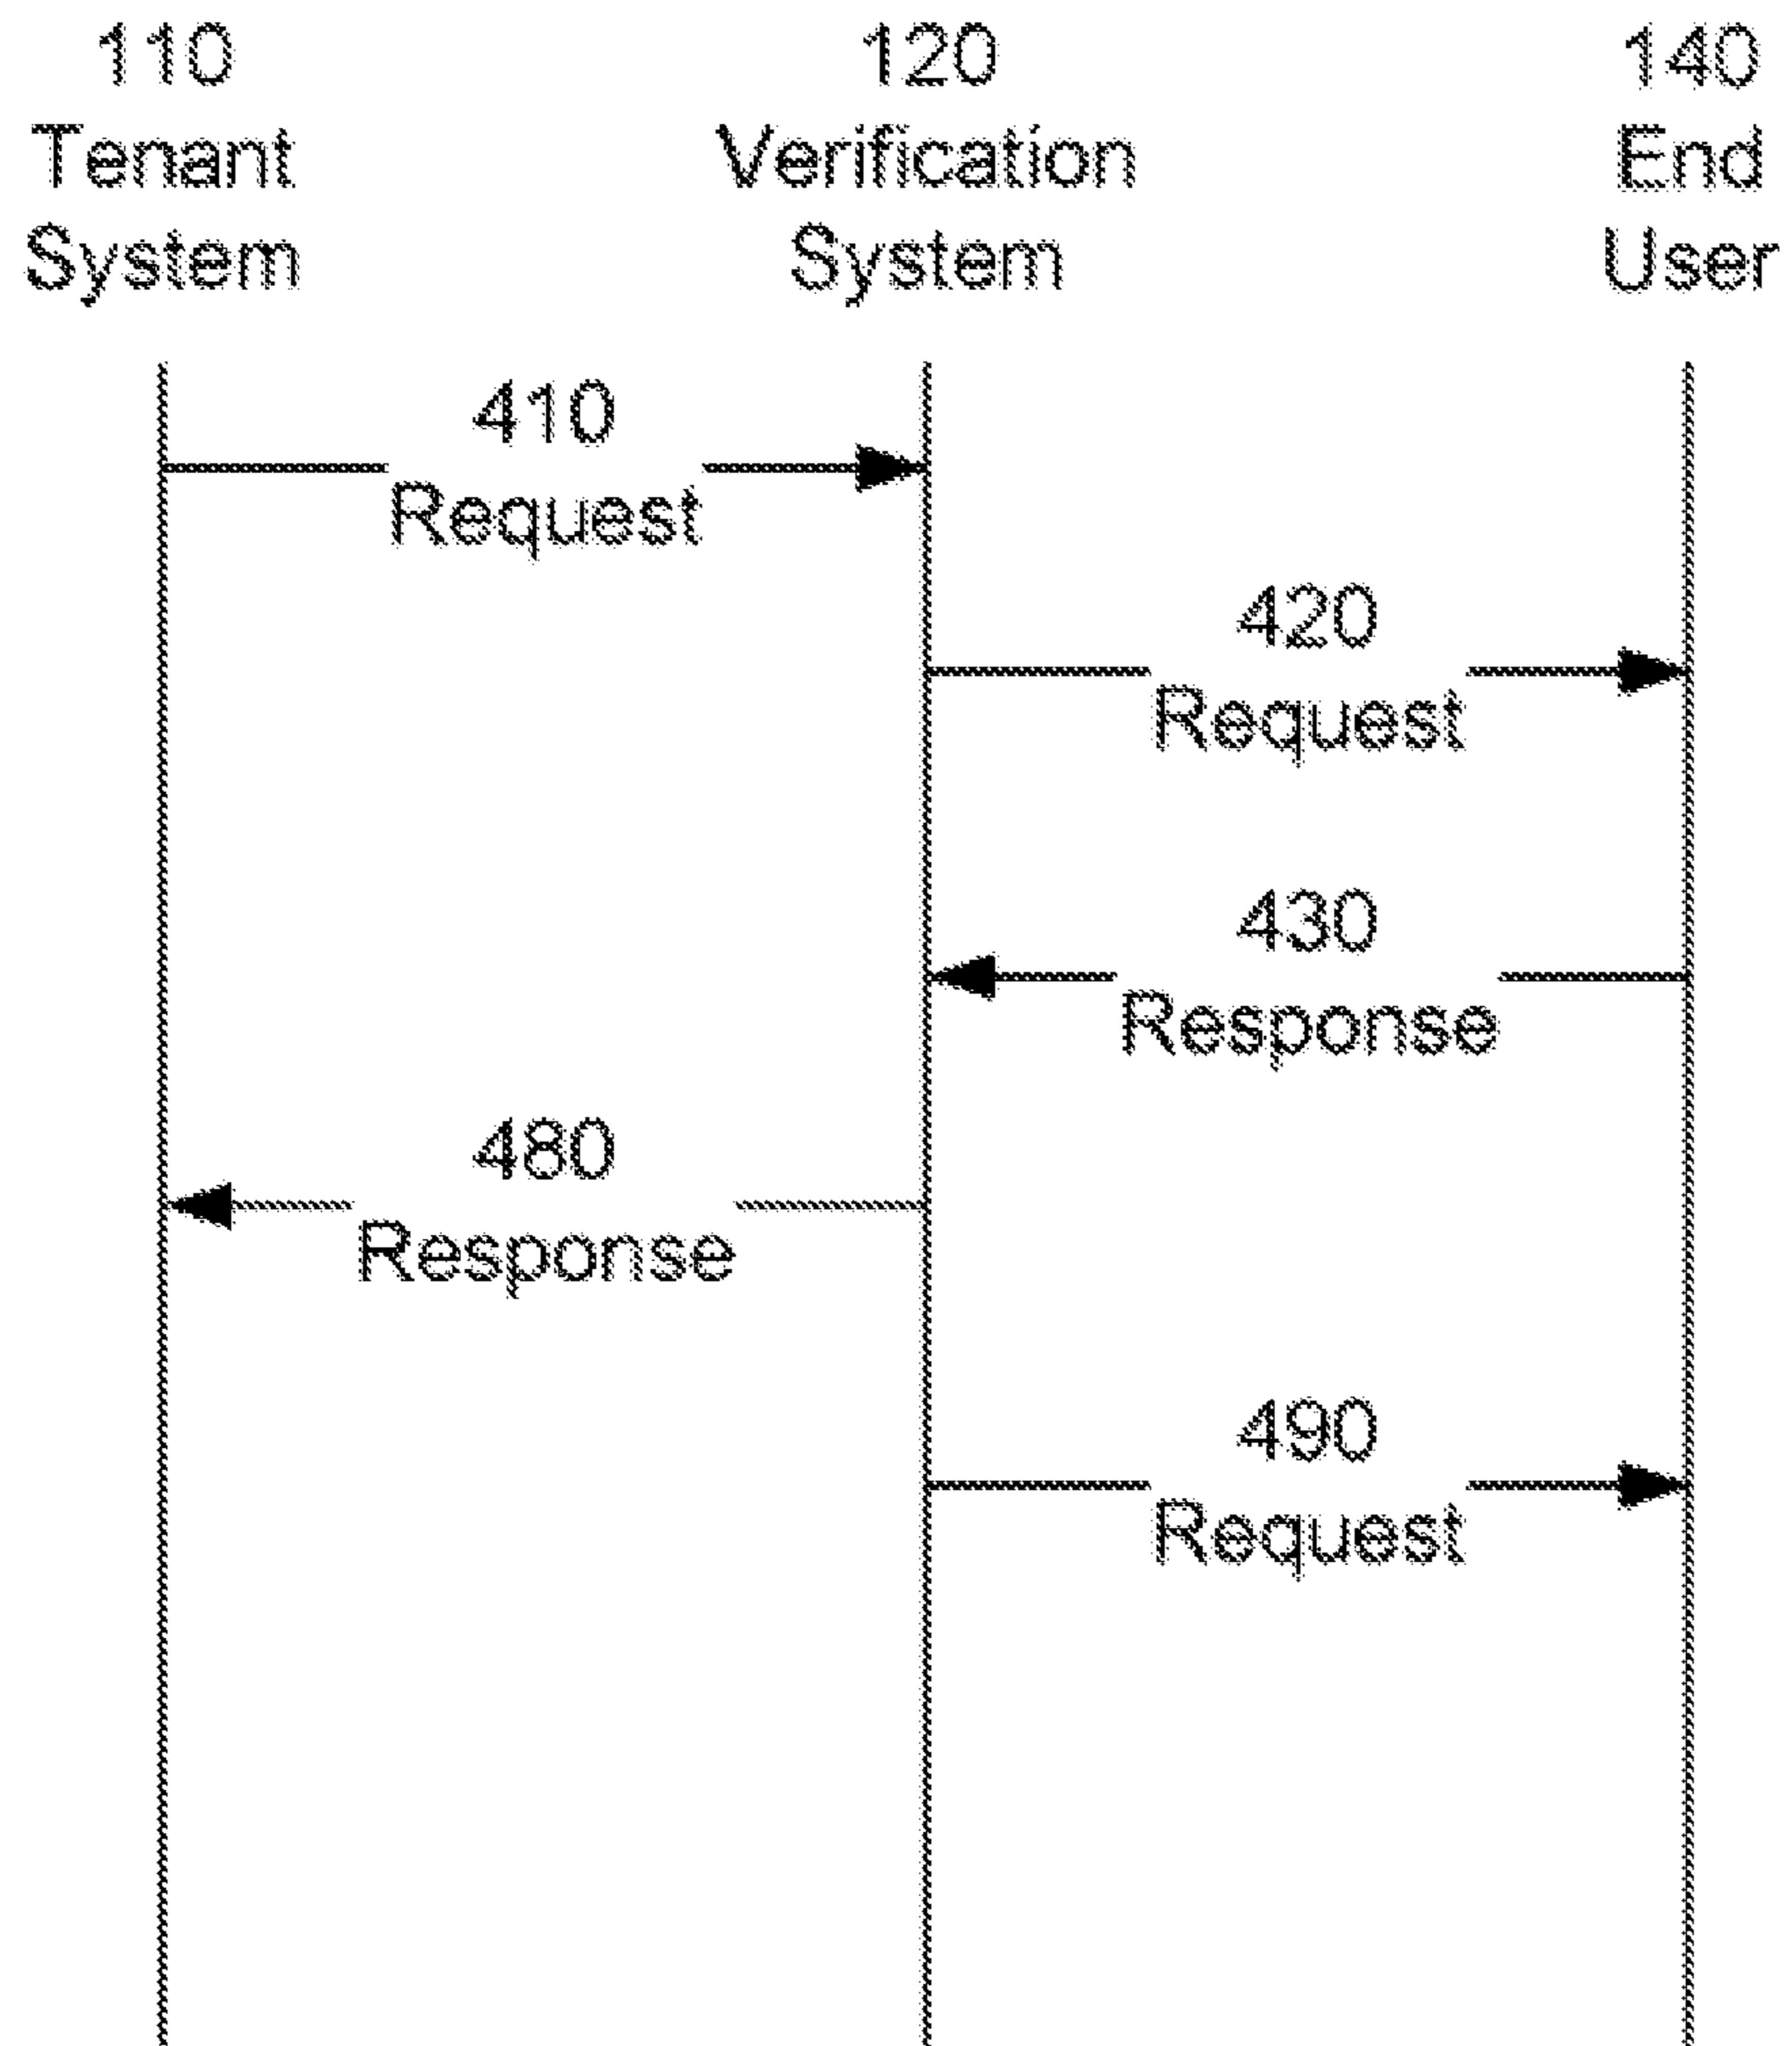 110
Tenant
System
120
Verification
System
140
End
User
410
Request
420
Request
430
Response
480
Response
490
Request